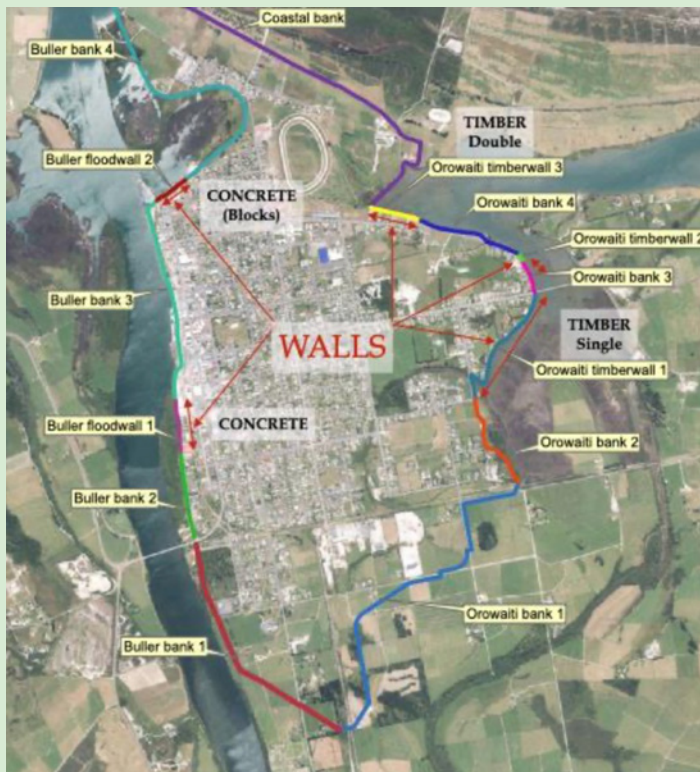 Coastal bank
Buller bank 4
TIMBER
Double
Buller floodwall 2
Orowaiti timberwall 3
CONCRETE
(Blocks)
Orowaiti bank 4
Orowaiti timberwall 2
Orowaiti bank 3
Buller bank 3
WALLS
TIMBER
Single
Orowaiti timberwall 1
Buller floodwall 1
CONCRETE
Orowaiti bank 2
Buller bank 2
Orowaiti bank 1
Buller bank 1